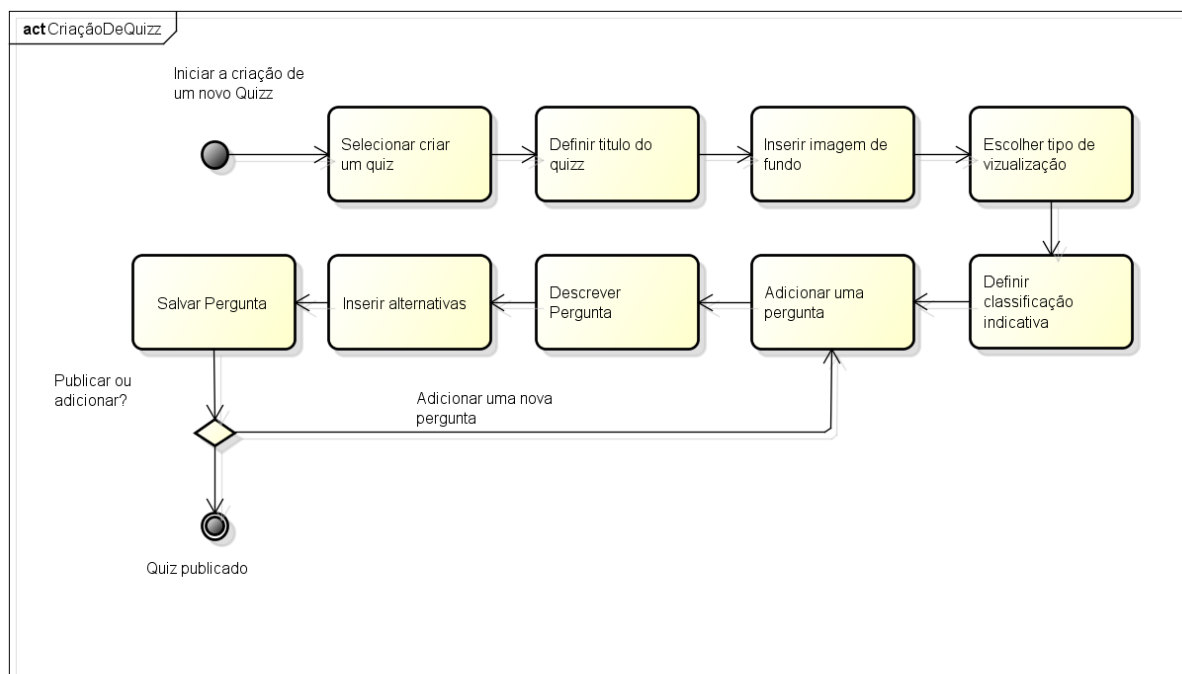 act CriaçãoDeQuizz
Iniciar a criação de
um novo Quizz
Selecionar criar
um quiz
Definir titulo do
quizz
Inserir imagem de
fundo
Escolher tipo de
vizualização
Salvar Pergunta
Inserir alternativas
Descrever
Pergunta
Adicionar uma
pergunta
Definir
classificação
indicativa
Publicar ou
adicionar?
Adicionar uma nova
pergunta
Quiz publicado